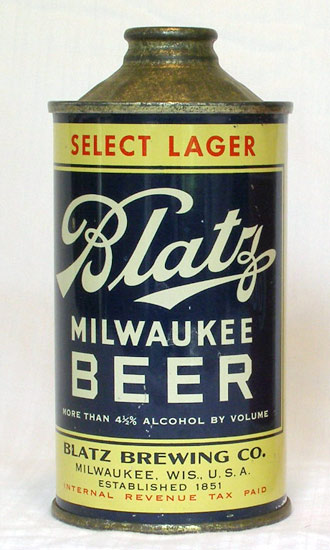 SELECT LAGER
Blatz
MILWAUKEE
BEER
MORE THAN 4½% ALCOHOL BY VOLUME
BLATZ BREWING CO.
MILWAUKEE, WIS., U.S.A.
ESTABLISHED 1851
INTERNAL REVENUE TAX PAID